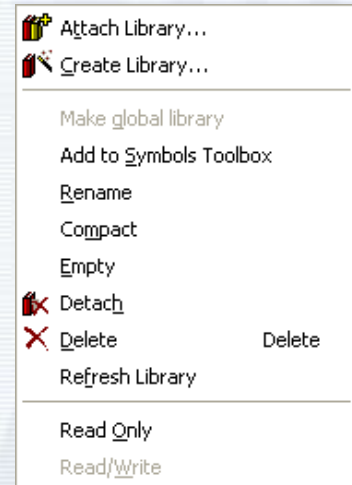 Attach Library...
Create Library...
Make global library
Add to Symbols Toolbox
Rename
Compact
Empty
Detach
Delete Delete
Refresh Library
Read Only
Read/Write